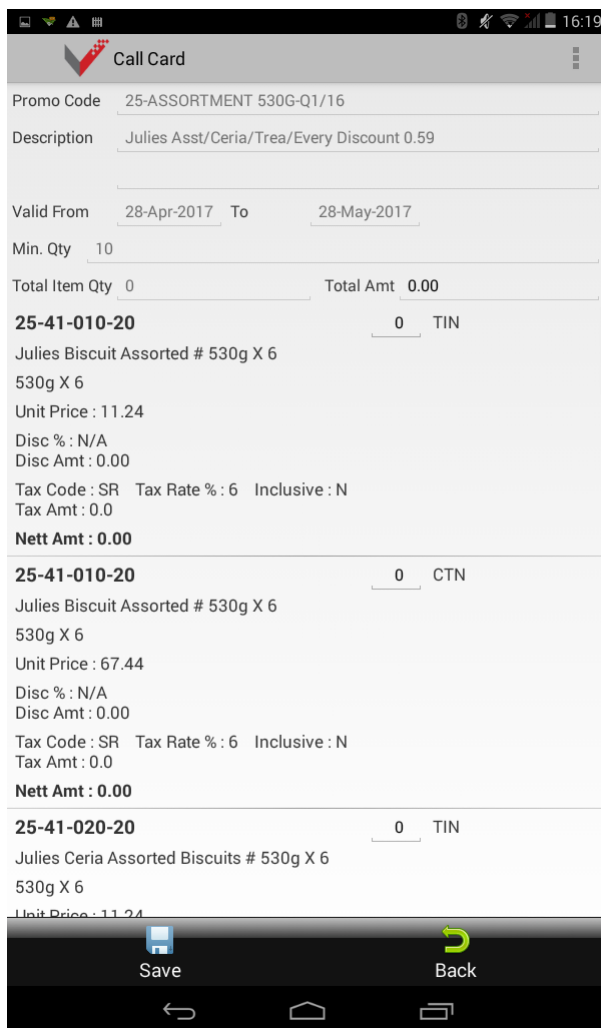 16:19
Call Card
Promo Code 25-ASSORTMENT 530G-Q1/16
Description Julies Asst/Ceria/Trea/Every Discount 0.59
Valid From 28-Apr-2017 To 28-May-2017
Min. Qty 10
Total Item Qty 0 Total Amt 0.00
25-41-010-20 0 TIN
Julies Biscuit Assorted # 530g X 6
530g X 6
Unit Price : 11.24
Disc % : N/A
Disc Amt : 0.00
Tax Code : SR Tax Rate % : 6 Inclusive : N
Tax Amt : 0.0
Nett Amt : 0.00
25-41-010-20 0 CTN
Julies Biscuit Assorted # 530g X 6
530g X 6
Unit Price : 67.44
Disc % : N/A
Disc Amt : 0.00
Tax Code : SR Tax Rate % : 6 Inclusive : N
Tax Amt : 0.0
Nett Amt : 0.00
25-41-020-20 0 TIN
Julies Ceria Assorted Biscuits # 530g X 6
530g X 6
Unit Price : 11.24
Save Back